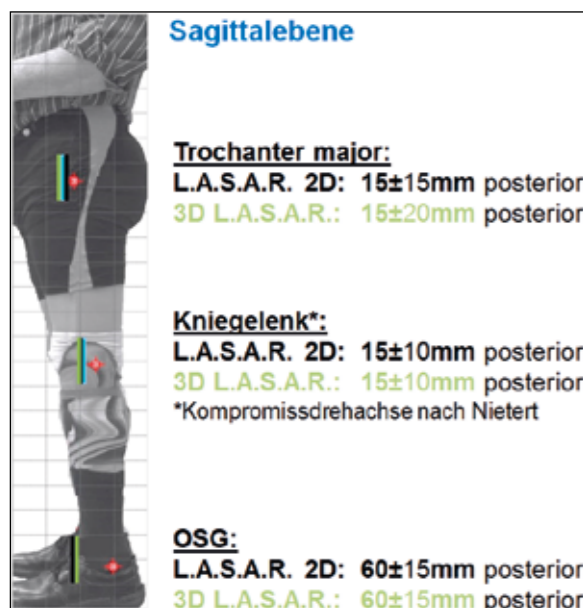 Sagittalebene
Trochanter major:
L.A.S.A.R. 2D: 15±15mm posterior
3D L.A.S.A.R.: 15±20mm posterior
Kniegelenk*:
L.A.S.A.R. 2D: 15±10mm posterior
3D L.A.S.A.R.: 15±10mm posterior
*Kompromissdrehachse nach Nietert
OSG:
L.A.S.A.R. 2D: 60±15mm posterior
3D L.A.S.A.R.: 60±15mm posterior